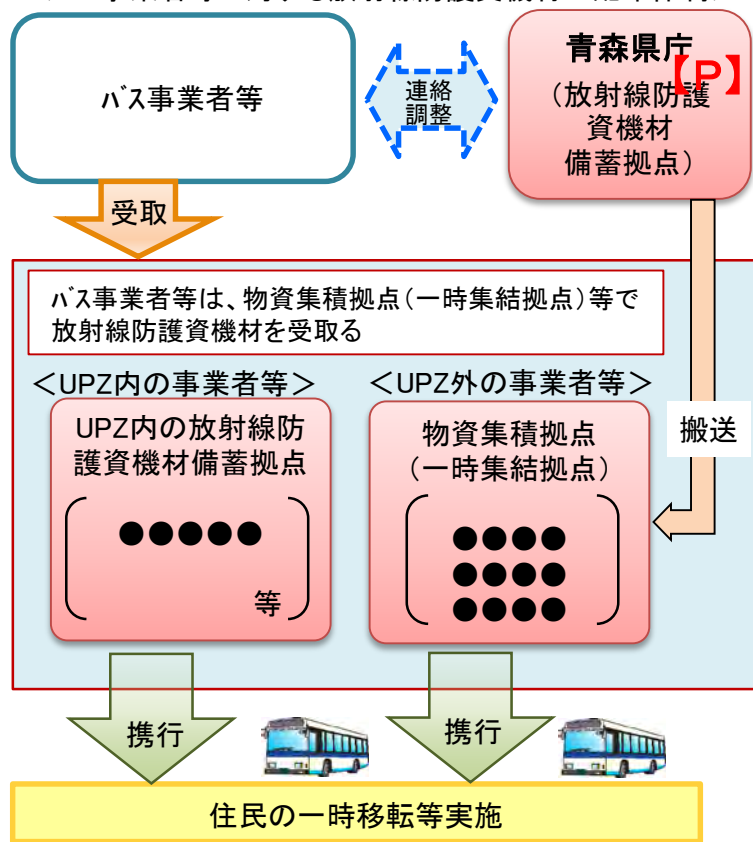 バス事業者等
連絡
調整
青森県庁
【P】
（放射線防護
資機材
備蓄拠点）
受取
バス事業者等は、物資集積拠点（一時集結拠点）等で
放射線防護資機材を受取る
＜UPZ内の事業者等＞
＜UPZ外の事業者等＞
UPZ内の放射線防
護資機材備蓄拠点
●●●●●
等
物資集積拠点
（一時集結拠点）
●●●●
●●●●
●●●●
搬送
携行
携行
住民の一時移転等実施